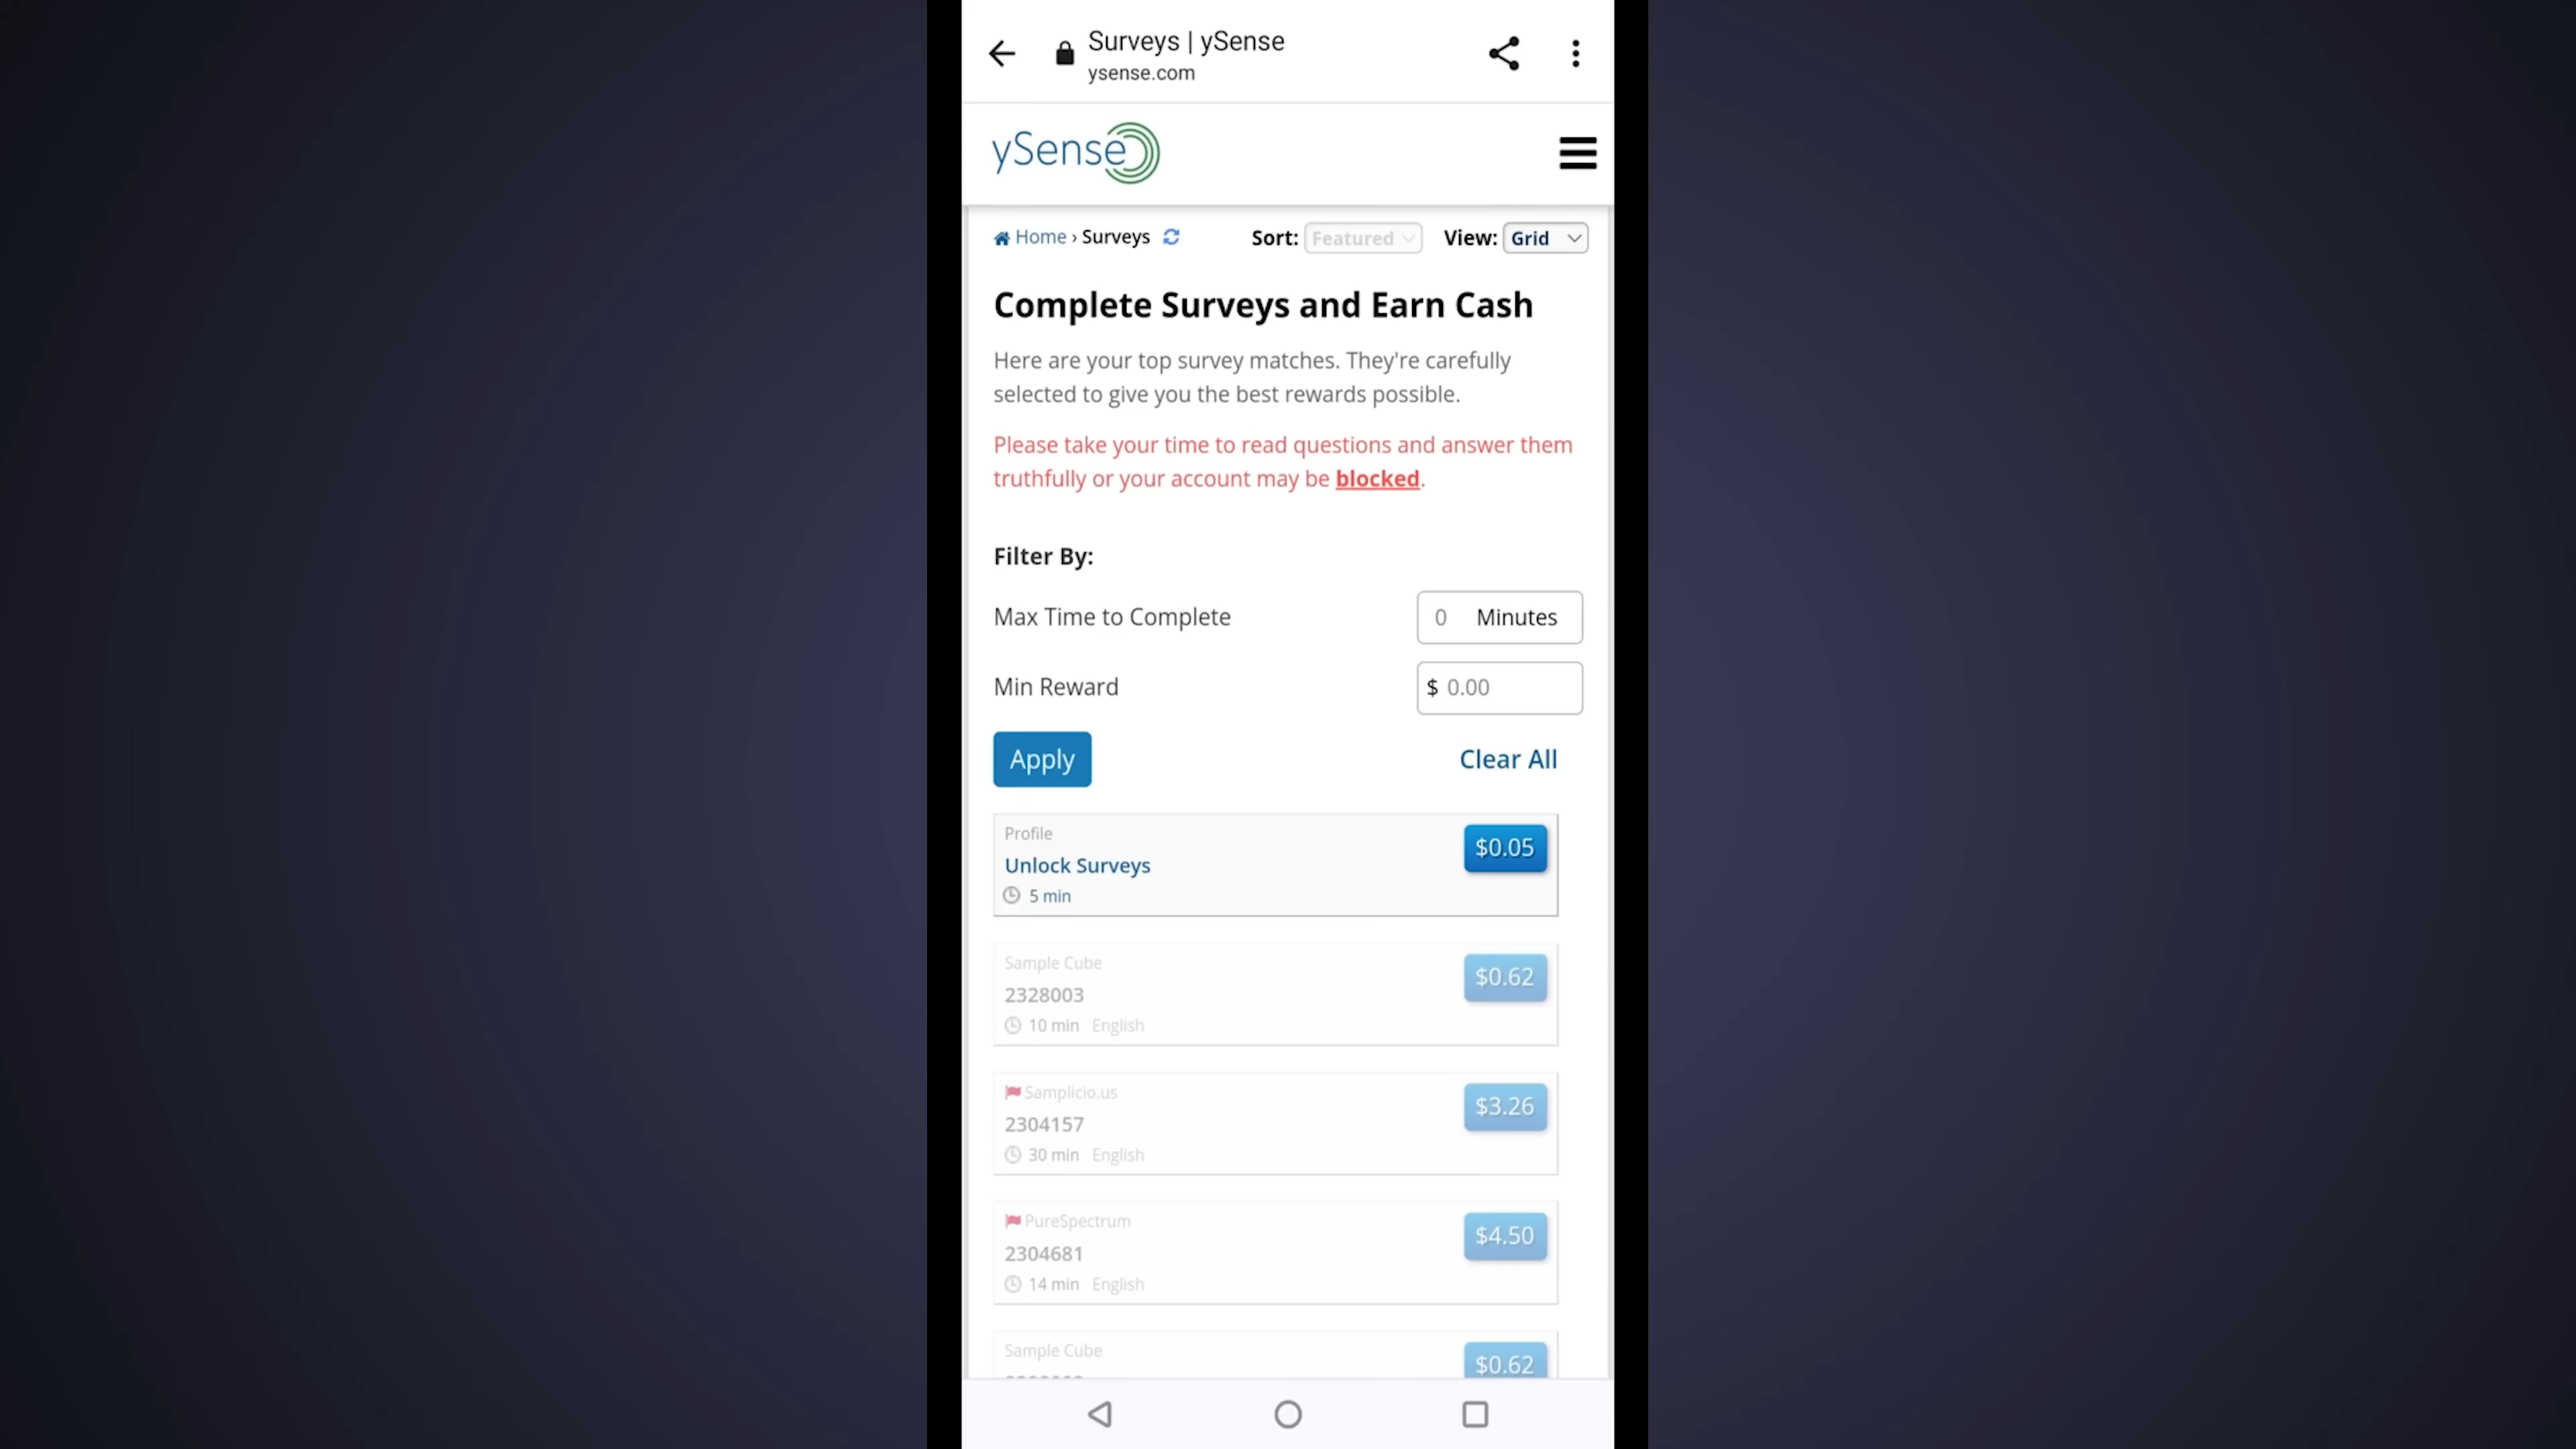 Surveys | ySense
ysense.com
ySense
Home › Surveys Sort: Featured View: Grid
Complete Surveys and Earn Cash
Here are your top survey matches. They're carefully
selected to give you the best rewards possible.
Please take your time to read questions and answer them
truthfully or your account may be blocked.
Filter By:
Max Time to Complete 0 Minutes
Min Reward $ 0.00
Apply Clear All
Profile
$0.05
Unlock Surveys
5 min
Sample Cube
$0.62
2328003
10 min English
Samplicio.us
$3.26
2304157
30 min English
PureSpectrum
$4.50
2304681
14 min English
Sample Cube
$0.62